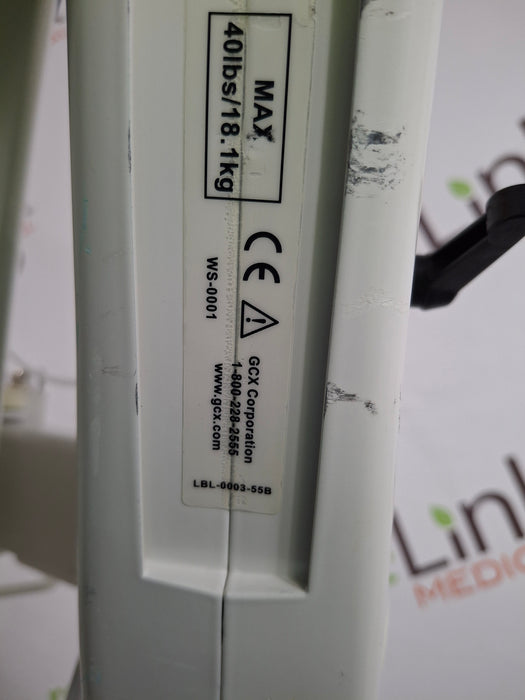 MAX
40lbs/18.1kg
CE
WS-0001
GCX Corporation
1-800-228-2555
www.gcx.com
LBL-0003-55B
Link
Link
MEDIC